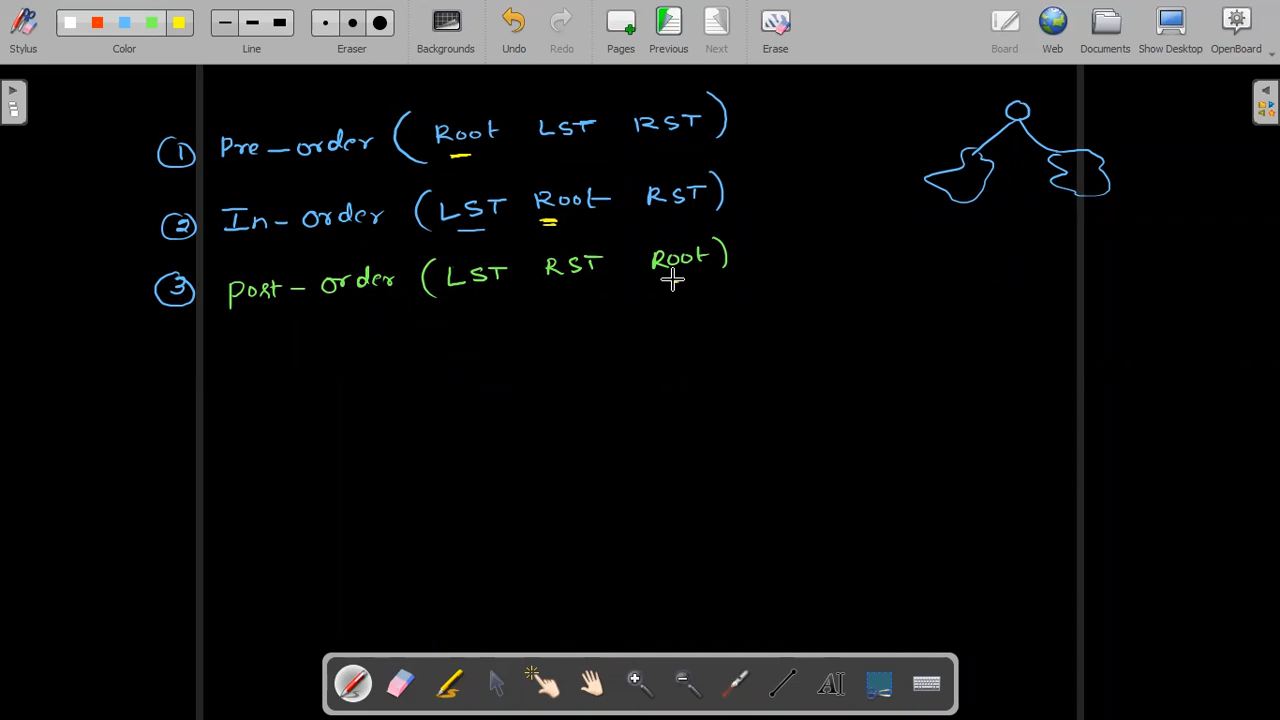 Stylus Color Line Eraser Backgrounds Undo Redo Pages Previous Next Erase Board Web Documents Show Desktop OpenBoard
① Pre-order (Root LST RST)
② In-order (LST Root RST)
③ post-order (LST RST Root)
AI